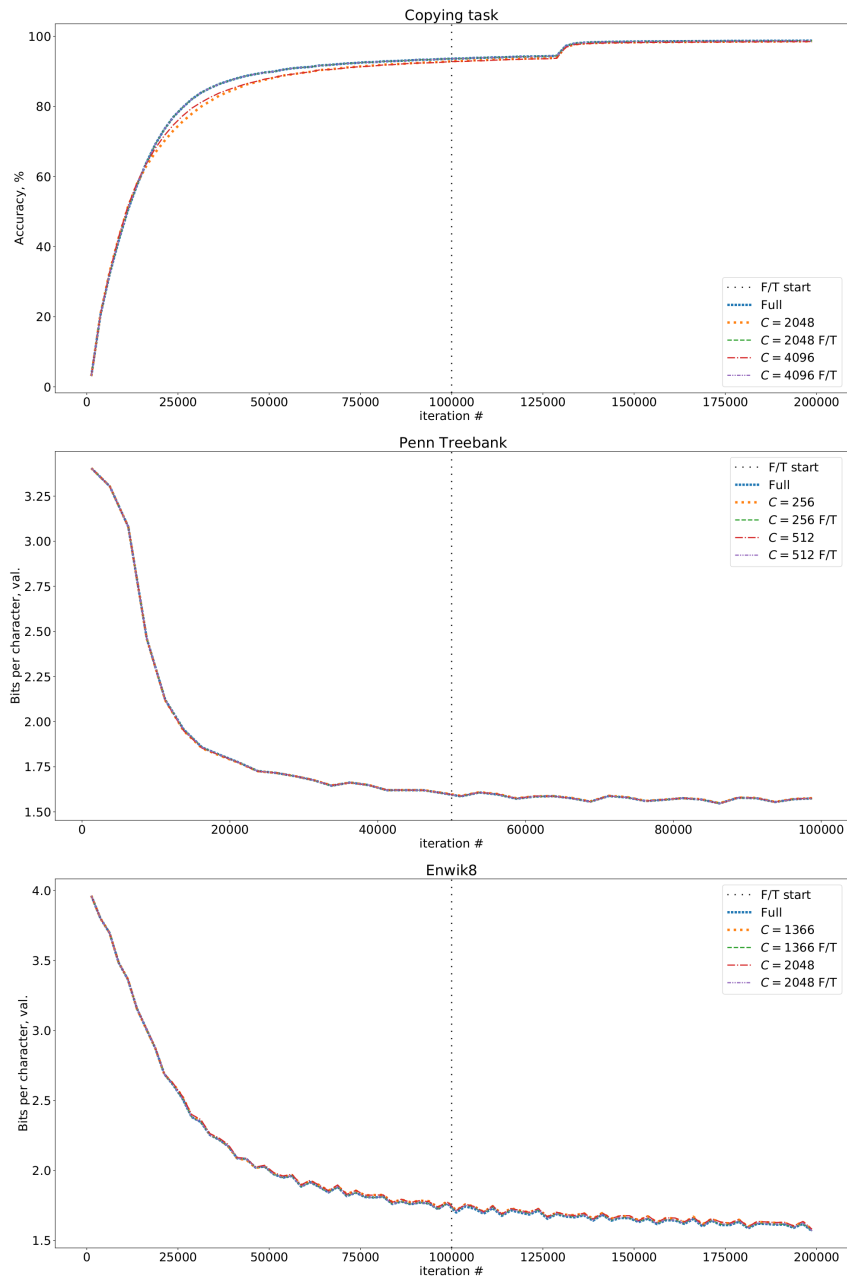 Copying task
Accuracy, %
100
80
60
40
20
0
F/T start
Full
C = 2048
C = 2048 F/T
C = 4096
C = 4096 F/T
0 25000 50000 75000 100000 125000 150000 175000 200000
iteration #
Penn Treebank
Bits per character, val.
3.25
3.00
2.75
2.50
2.25
2.00
1.75
1.50
F/T start
Full
C = 256
C = 256 F/T
C = 512
C = 512 F/T
0 20000 40000 60000 80000 100000
iteration #
Enwik8
Bits per character, val.
4.0
3.5
3.0
2.5
2.0
1.5
F/T start
Full
C = 1366
C = 1366 F/T
C = 2048
C = 2048 F/T
0 25000 50000 75000 100000 125000 150000 175000 200000
iteration #